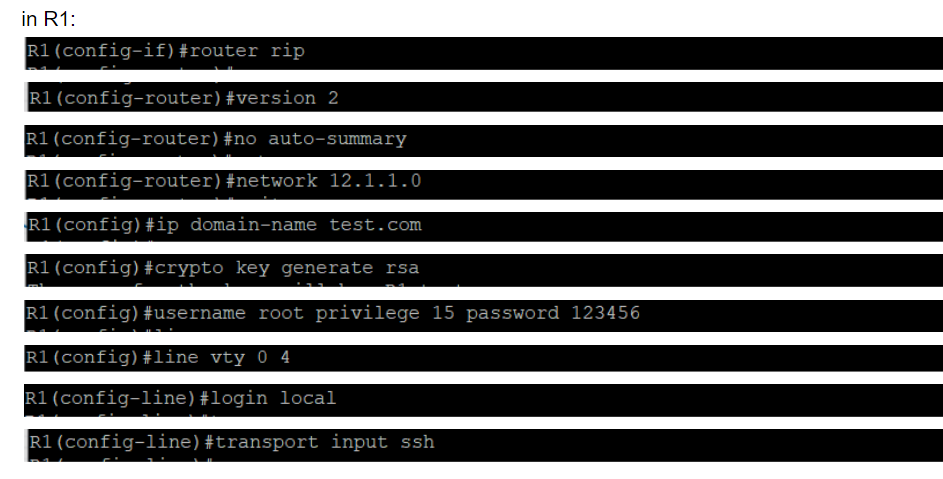 in R1:
R1(config-if)#router rip
R1(config-router)#version 2
R1(config-router)#no auto-summary
R1(config-router)#network 12.1.1.0
R1(config)#ip domain-name test.com
R1(config)#crypto key generate rsa
R1(config)#username root privilege 15 password 123456
R1(config)#line vty 0 4
R1(config-line)#login local
R1(config-line)#transport input ssh